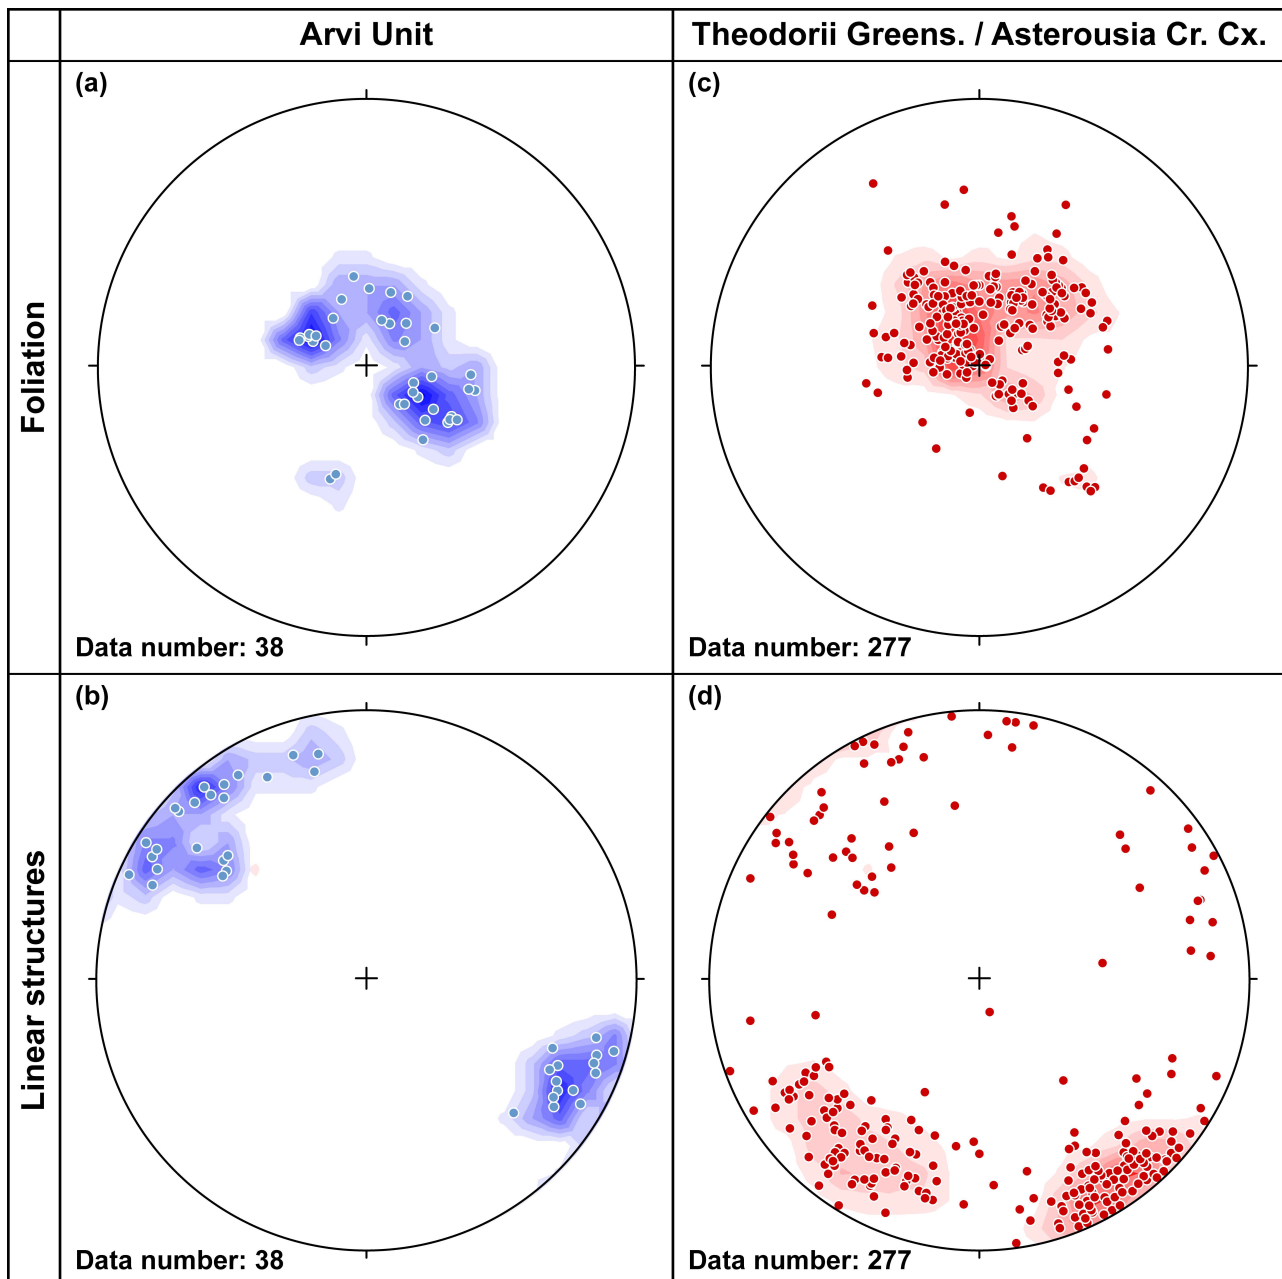 Arvi Unit
Theodorii Greens. / Asterousia Cr. Cx.
Foliation
(a)
Data number: 38
(c)
Data number: 277
Linear structures
(b)
Data number: 38
(d)
Data number: 277